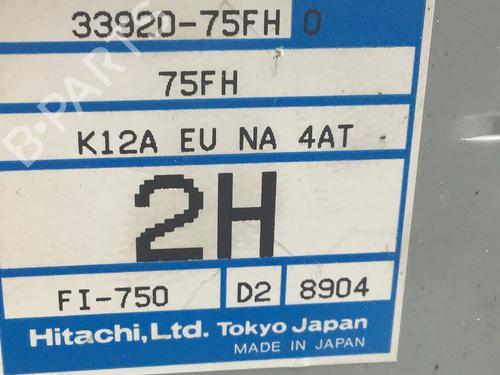 33920-75FH 0
75FH
K12A EU NA 4AT
2H
FI-750 D2 8904
Hitachi,Ltd. Tokyo Japan
MADE IN JAPAN
B-PARTS